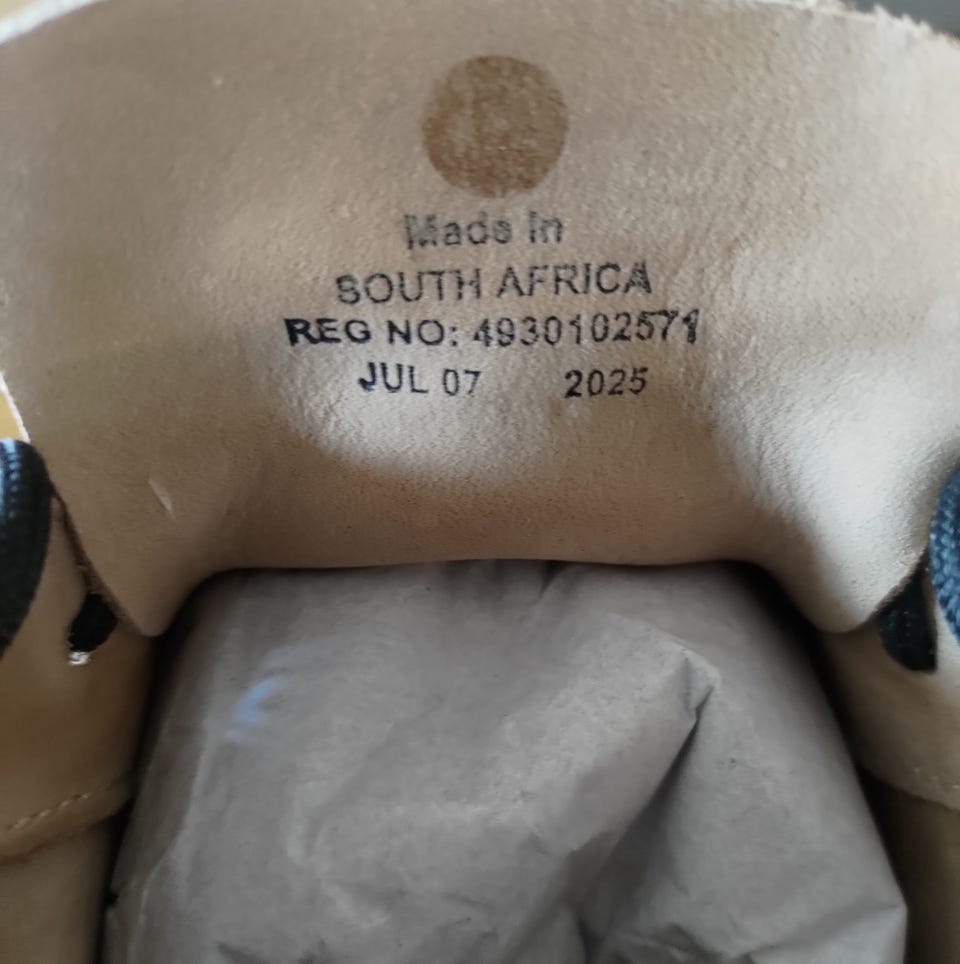 Made In
SOUTH AFRICA
REG NO: 4930102571
JUL 07 2025